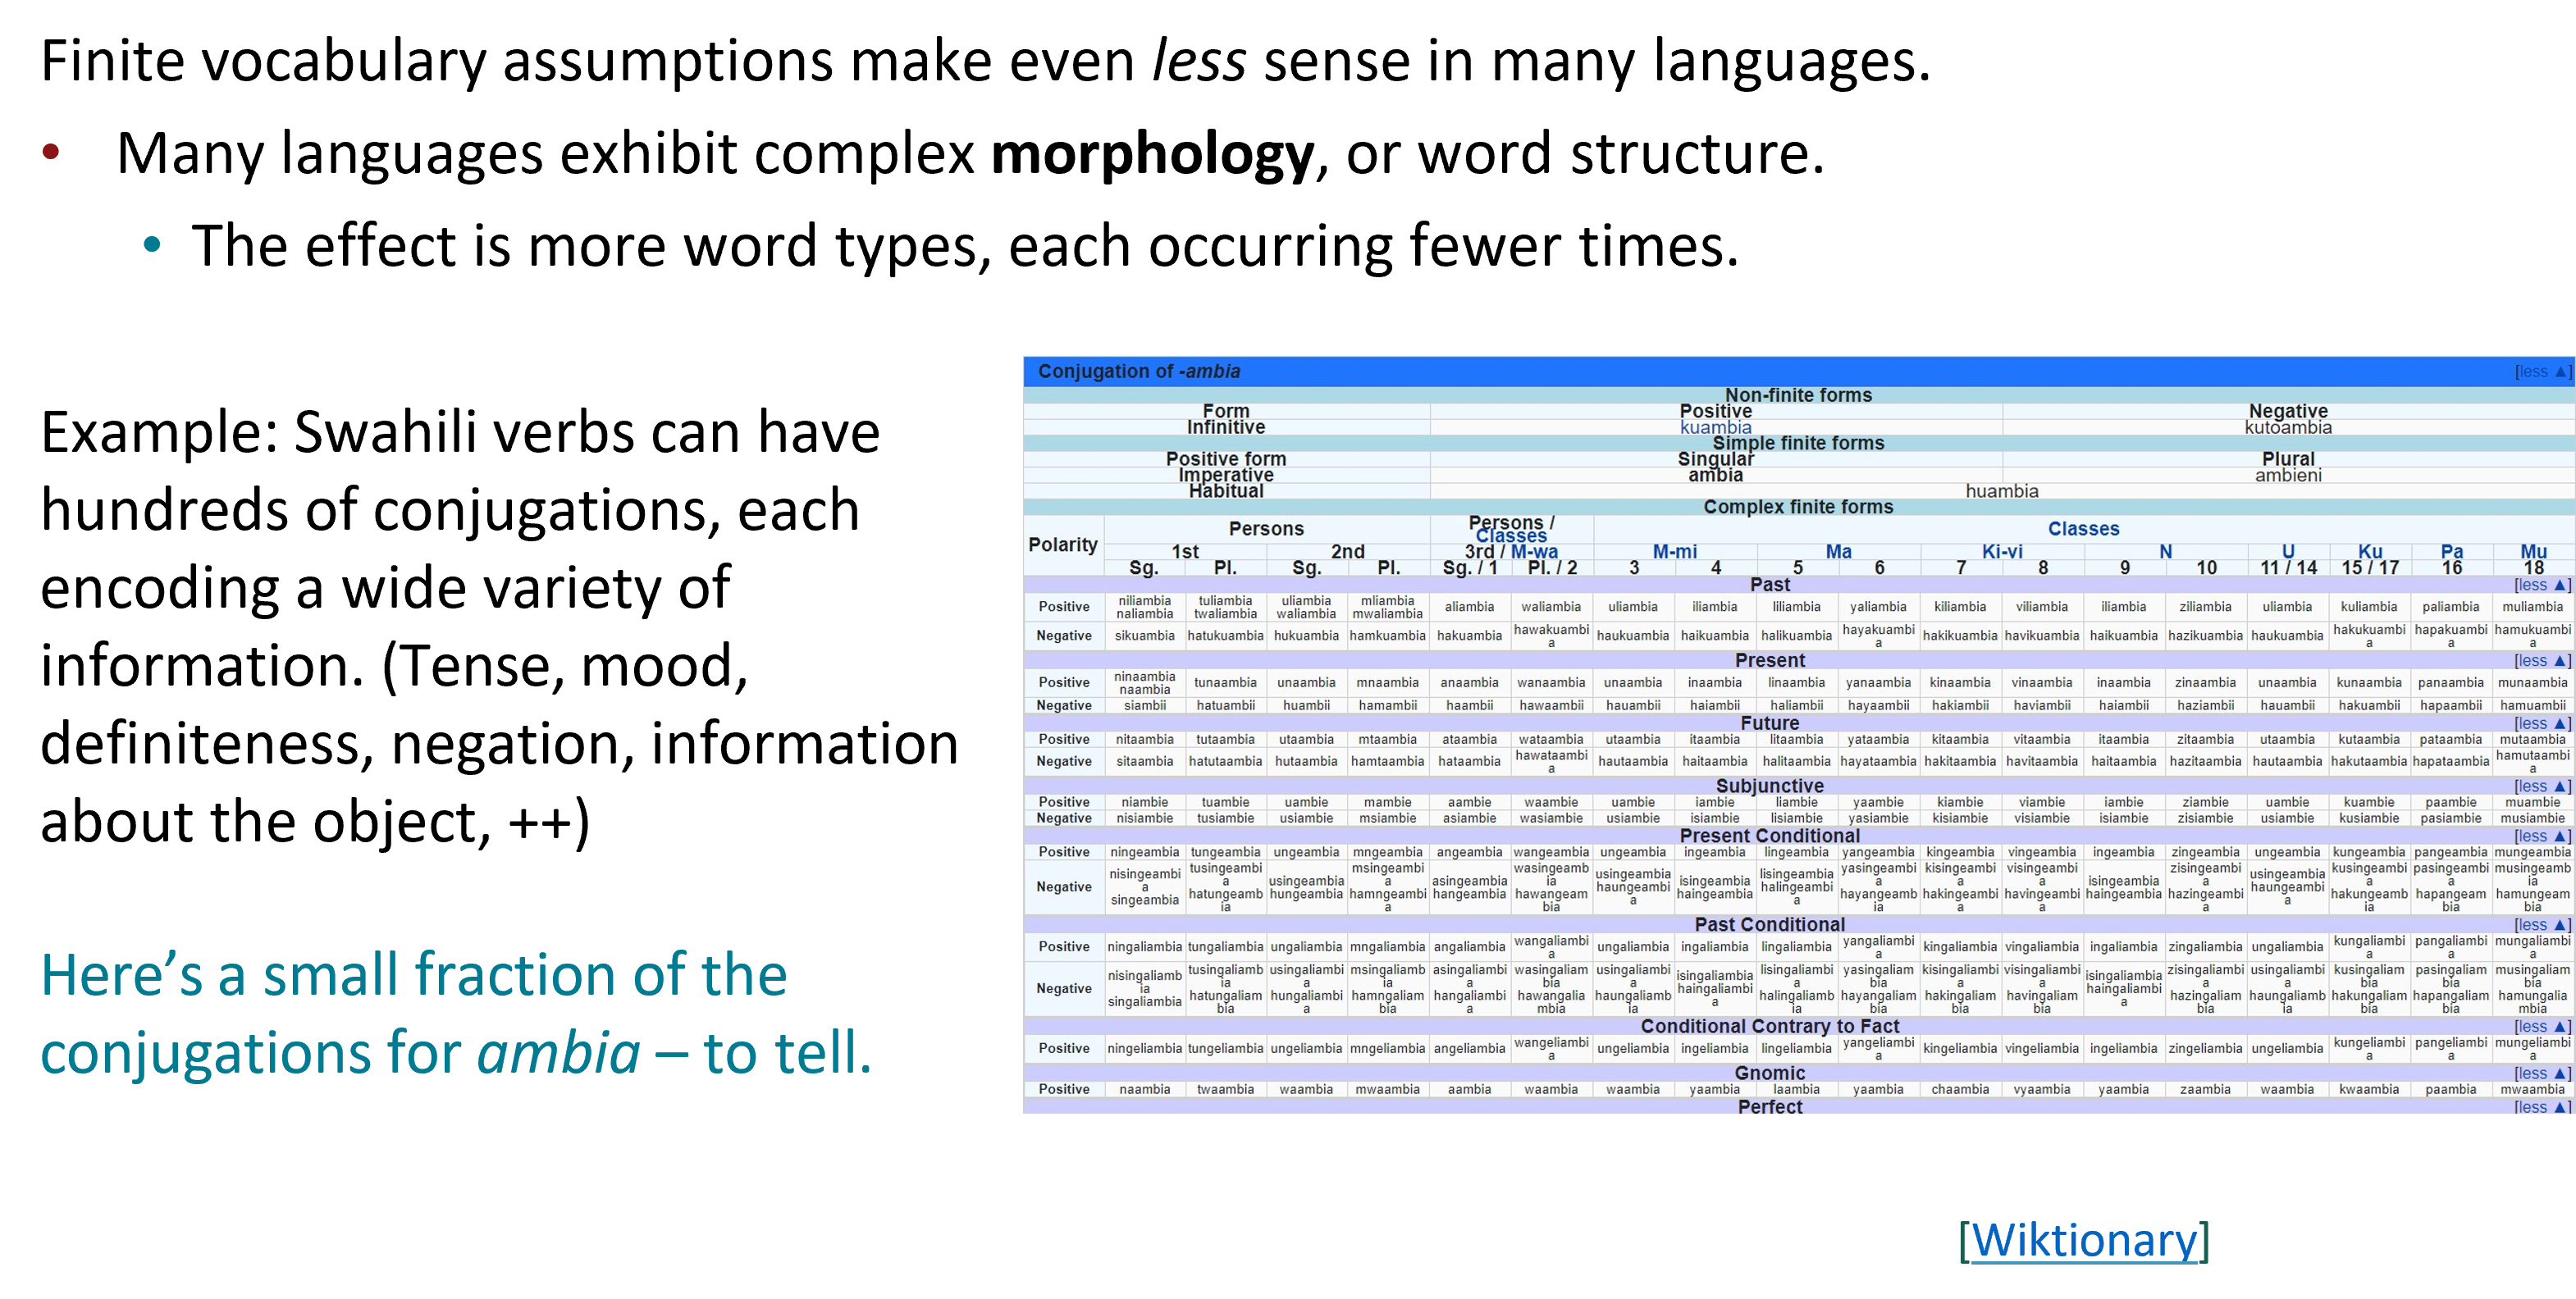 Finite vocabulary assumptions make even less sense in many languages.
• Many languages exhibit complex morphology, or word structure.
• The effect is more word types, each occurring fewer times.
Example: Swahili verbs can have
hundreds of conjugations, each
encoding a wide variety of
information. (Tense, mood,
definiteness, negation, information
about the object, ++)
Here’s a small fraction of the
conjugations for ambia – to tell.
Conjugation of -ambia [less ▲]
Non-finite forms
Form Positive Negative
Infinitive kuambia kutoambia
Simple finite forms
Positive form Singular Plural
Imperative ambia ambieni
Habitual huambia
Complex finite forms
Polarity Persons Persons / Classes Classes
1st 2nd 3rd / M-wa M-mi Ma Ki-vi N U Ku Pa Mu
Sg. Pl. Sg. Pl. Sg. / 1 Pl. / 2 3 4 5 6 7 8 9 10 11 / 14 15 / 17 16 18
Past [less ▲]
Positive niliambia naliambia tuliambia twaliambia uliambia waliambia mliambia mwaliambia aliambia waliambia uliambia iliambia liliambia yaliambia kiliambia viliambia iliambia ziliambia uliambia kuliambia paliambia muliambia
Negative sikuambia hatukuambia hukuambia hamkuambia hakuambia hawakuambia haukuambia haikuambia halikuambia hayakuambia hakikuambia havikuambia haikuambia hazikuambia haukuambia hakukuambia hapakuambia hamukuambia
Present [less ▲]
Positive ninaambia naambia tunaambia unaambia mnaambia anaambia wanaambia unaambia inaambia linaambia yanaambia kinaambia vinaambia inaambia zinaambia unaambia kunaambia panaambia munaambia
Negative siambii hatuambii huambii hamambii haambii hawaambii hauambii haiambii haliambii hayaambii hakiambii haviambii haiambii haziambii hauambii hakuambii hapaambii hamuambii
Future [less ▲]
Positive nitaambia tutaambia utaambia mtaambia ataambia wataambia utaambia itaambia litaambia yataambia kitaambia vitaambia itaambia zitaambia utaambia kutaambia pataambia mutaambia
Negative sitaambia hatutaambia hutaambia hamtaambia hataambia hawataambia hautaambia haitaambia halitaambia hayataambia hakitaambia havitaambia haitaambia hazitaambia hautaambia hakutaambia hapataambia hamutaambia
Subjunctive [less ▲]
Positive niambie tuambie uambie mambie aambie waambie uambie iambie liambie yaambie kiambie viambie iambie ziambie uambie kuambie paambie muambie
Negative nisiambie tusiambie usiambie msiambie asiambie wasiambie usiambie isiambie lisiambie yasiambie kisiambie visiambie isiambie zisiambie usiambie kusiambie pasiambie musiambie
Present Conditional [less ▲]
Positive ningeambia tungeambia ungeambia mngeambia angeambia wangeambia ungeambia ingeambia lingeambia yangeambia kingeambia vingeambia ingeambia zingeambia ungeambia kungeambia pangeambia mungeambia
Negative nisingeambia singeambia tusingeambia hatungeambia usingeambia hungeambia msingeambia hamngeambia asingeambia hangeambia wasingeambia hawangeambia usingeambia haungeambia isingeambia haingeambia lisingeambia halingeambia yasingeambia hayangeambia kisingeambia hakingeambia visingeambia havingeambia isingeambia haingeambia zisingeambia hazingeambia usingeambia haungeambia kusingeambia hakungeambia pasingeambia hapangeambia musingeambia hamungeambia
Past Conditional [less ▲]
Positive ningaliambia tungaliambia ungaliambia mngaliambia angaliambia wangaliambia ungaliambia ingaliambia lingaliambia yangaliambia kingaliambia vingaliambia ingaliambia zingaliambia ungaliambia kungaliambia pangaliambia mungaliambia
Negative nisingaliambia singaliambia tusingaliambia hatungaliambia usingaliambia hungaliambia msingaliambia hamngaliambia asingaliambia hangaliambia wasingaliambia hawangaliambia usingaliambia haungaliambia isingaliambia haingaliambia lisingaliambia halingaliambia yasingaliambia hayangaliambia kisingaliambia hakingaliambia visingaliambia havingaliambia isingaliambia haingaliambia zisingaliambia hazingaliambia usingaliambia haungaliambia kusingaliambia hakungaliambia pasingaliambia hapangaliambia musingaliambia hamungaliambia
Conditional Contrary to Fact [less ▲]
Positive ningeliambia tungeliambia ungeliambia mngeliambia angeliambia wangeliambia ungeliambia ingeliambia lingeliambia yangeliambia kingeliambia vingeliambia ingeliambia zingeliambia ungeliambia kungeliambia pangeliambia mungeliambia
Gnomic [less ▲]
Positive naambia twaambia waambia mwaambia aambia waambia waambia yaambia laambia yaambia chaambia vyaambia yaambia zaambia waambia kwaambia paambia mwaambia
Perfect [less ▲]
[Wiktionary]